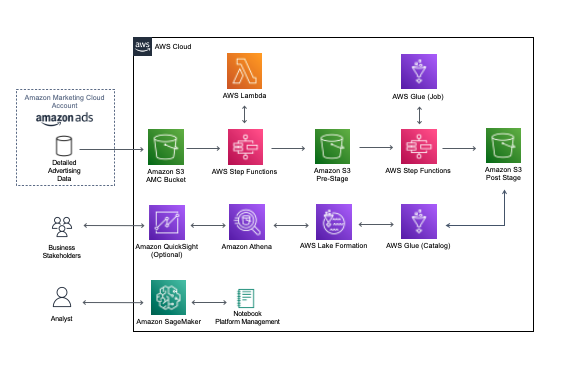 aws
AWS Cloud
Amazon Marketing Cloud
Account
amazon ads
Detailed
Advertising
Data
AWS Lambda
AWS Glue (Job)
Amazon S3
AMC Bucket
AWS Step Functions
Amazon S3
Pre-Stage
AWS Step Functions
Amazon S3
Post Stage
Business
Stakeholders
Amazon QuickSight
(Optional)
Amazon Athena
AWS Lake Formation
AWS Glue (Catalog)
Analyst
Amazon SageMaker
Notebook
Platform Management